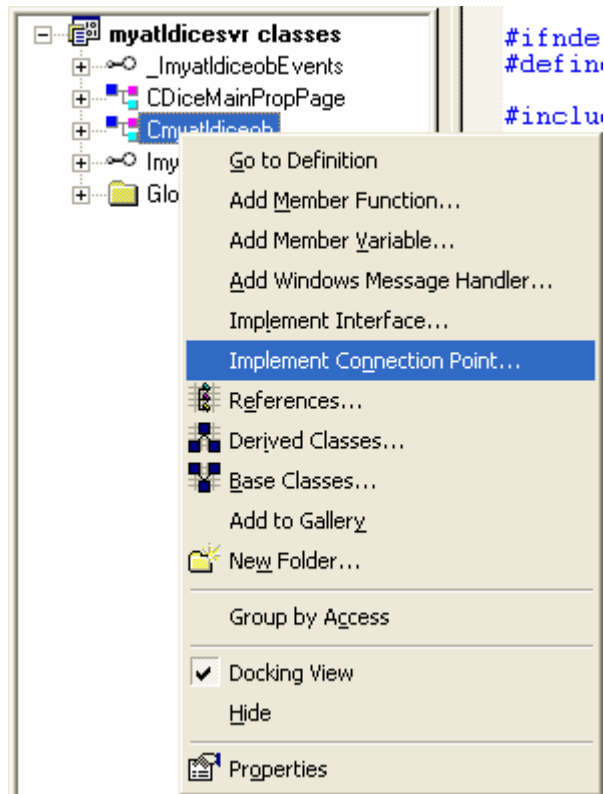 myatldicesvr classes
#ifnde
_ImyatldiceobEvents
#defin
CDiceMainPropPage
#inclu
Cmyatldiceob
Imy
Glo
Go to Definition
Add Member Function...
Add Member Variable...
Add Windows Message Handler...
Implement Interface...
Implement Connection Point...
References...
Derived Classes...
Base Classes...
Add to Gallery
New Folder...
Group by Access
Docking View
Hide
Properties